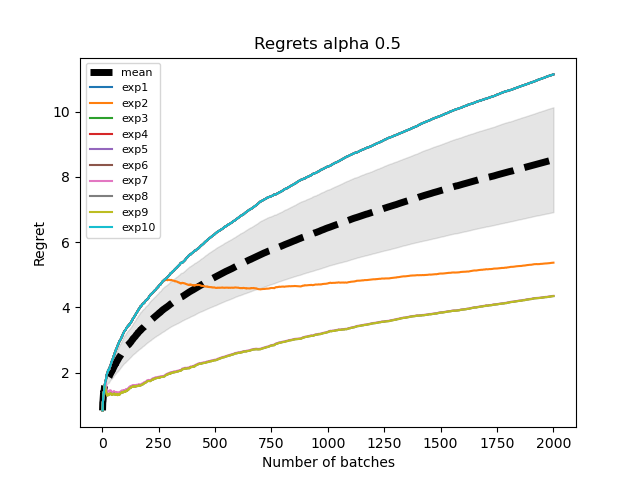 Regrets alpha 0.5
mean
exp1
exp2
exp3
exp4
exp5
exp6
exp7
exp8
exp9
exp10
Regret
10
8
6
4
2
0 250 500 750 1000 1250 1500 1750 2000
Number of batches